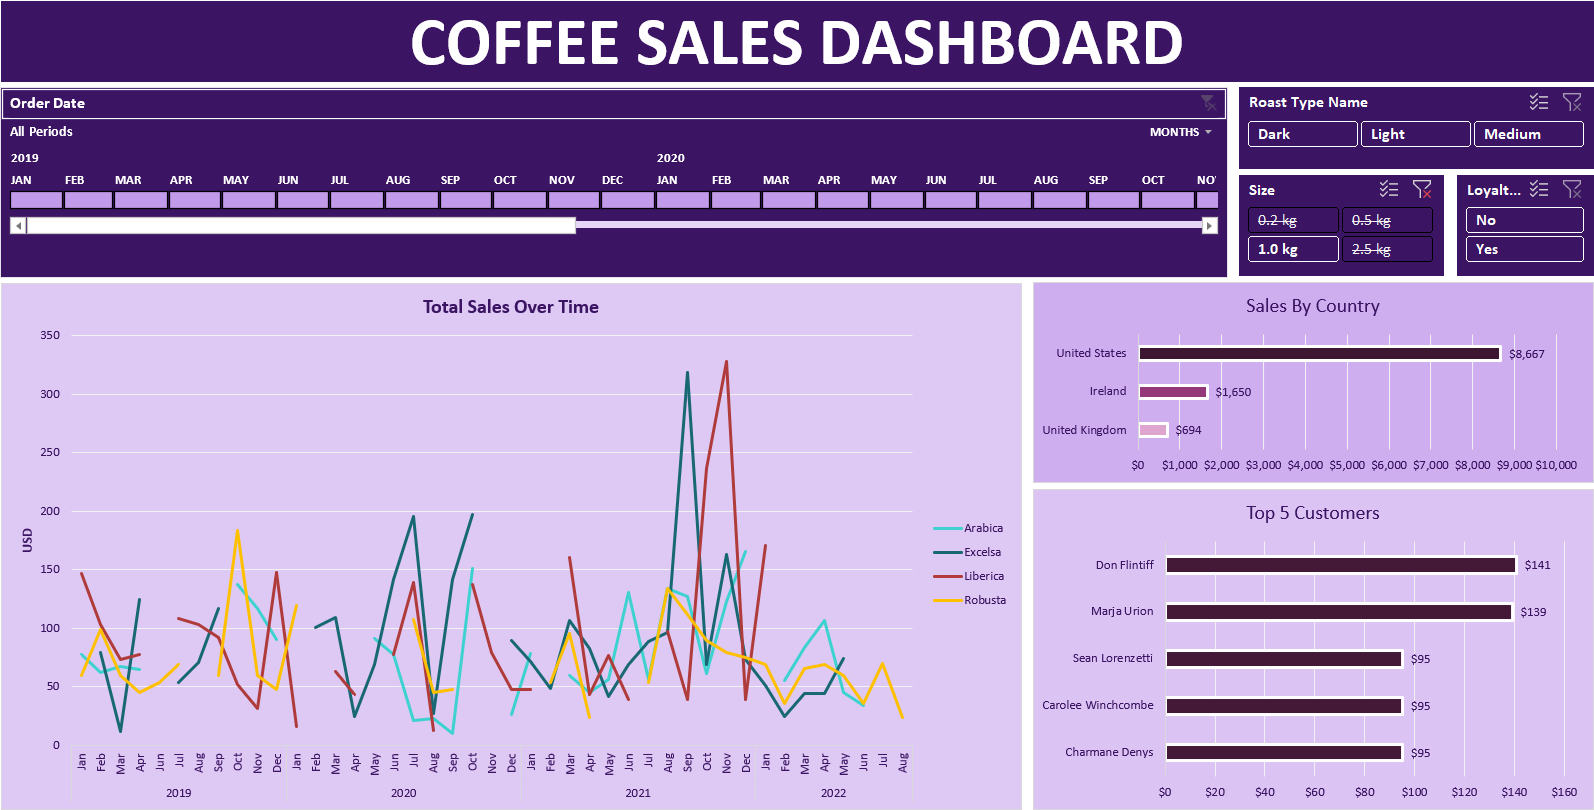 COFFEE SALES DASHBOARD
Order Date
All Periods
MONTHS
2019 2020
JAN FEB MAR APR MAY JUN JUL AUG SEP OCT NOV DEC JAN FEB MAR APR MAY JUN JUL AUG SEP OCT NOV
Roast Type Name
Dark Light Medium
Size
0.2 kg 0.5 kg
1.0 kg 2.5 kg
Loyalt...
No
Yes
Total Sales Over Time
350
300
250
200
150
100
50
0
USD
Arabica
Excelsa
Liberica
Robusta
Jan Feb Mar Apr Jun Jul Aug Sep Oct Nov Dec Jan Feb Mar Apr May Jun Jul Aug Sep Oct Nov Dec Jan Feb Mar Apr May Jun Jul Aug Sep Oct Nov Dec Jan Feb Mar Apr May Jun Jul Aug
2019 2020 2021 2022
Sales By Country
United States $8,667
Ireland $1,650
United Kingdom $694
$0 $1,000 $2,000 $3,000 $4,000 $5,000 $6,000 $7,000 $8,000 $9,000 $10,000
Top 5 Customers
Don Flintiff $141
Marja Urion $139
Sean Lorenzetti $95
Carolee Winchcombe $95
Charmane Denys $95
$0 $20 $40 $60 $80 $100 $120 $140 $160